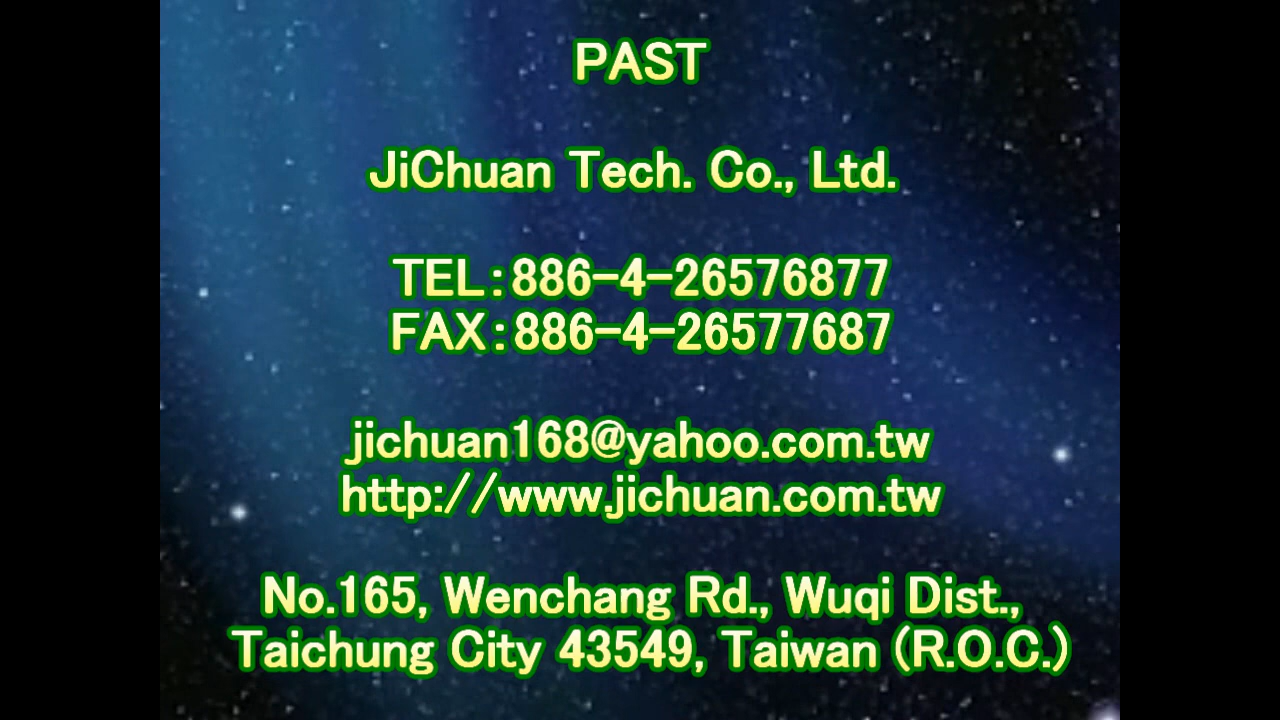 PAST
JiChuan Tech. Co., Ltd.
TEL:886-4-26576877
FAX:886-4-26577687
jichuan168@yahoo.com.tw
http://www.jichuan.com.tw
No.165, Wenchang Rd., Wuqi Dist.,
Taichung City 43549, Taiwan (R.O.C.)